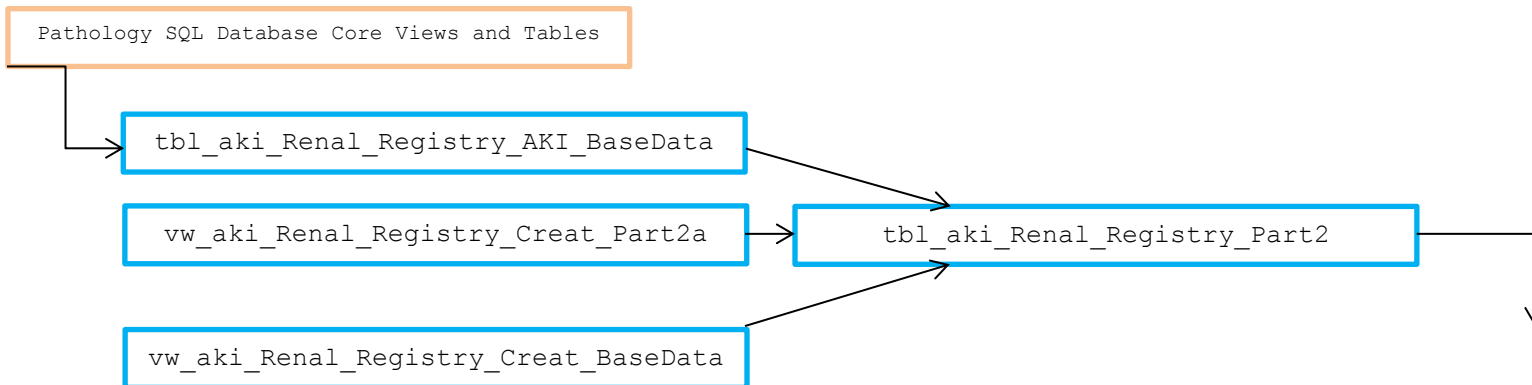 Pathology SQL Database Core Views and Tables
tbl_aki_Renal_Registry_AKI_BaseData
vw_aki_Renal_Registry_Creat_Part2a
tbl_aki_Renal_Registry_Part2
vw_aki_Renal_Registry_Creat_BaseData